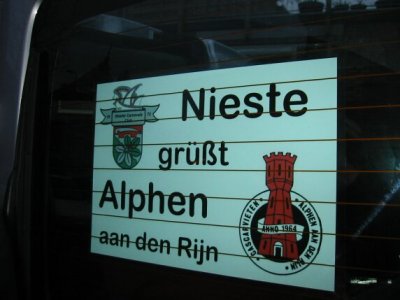 Nieste
grüßt
Alphen
aan den Rijn
ANNO 1964
ALPHEN AAN DEN RIJN